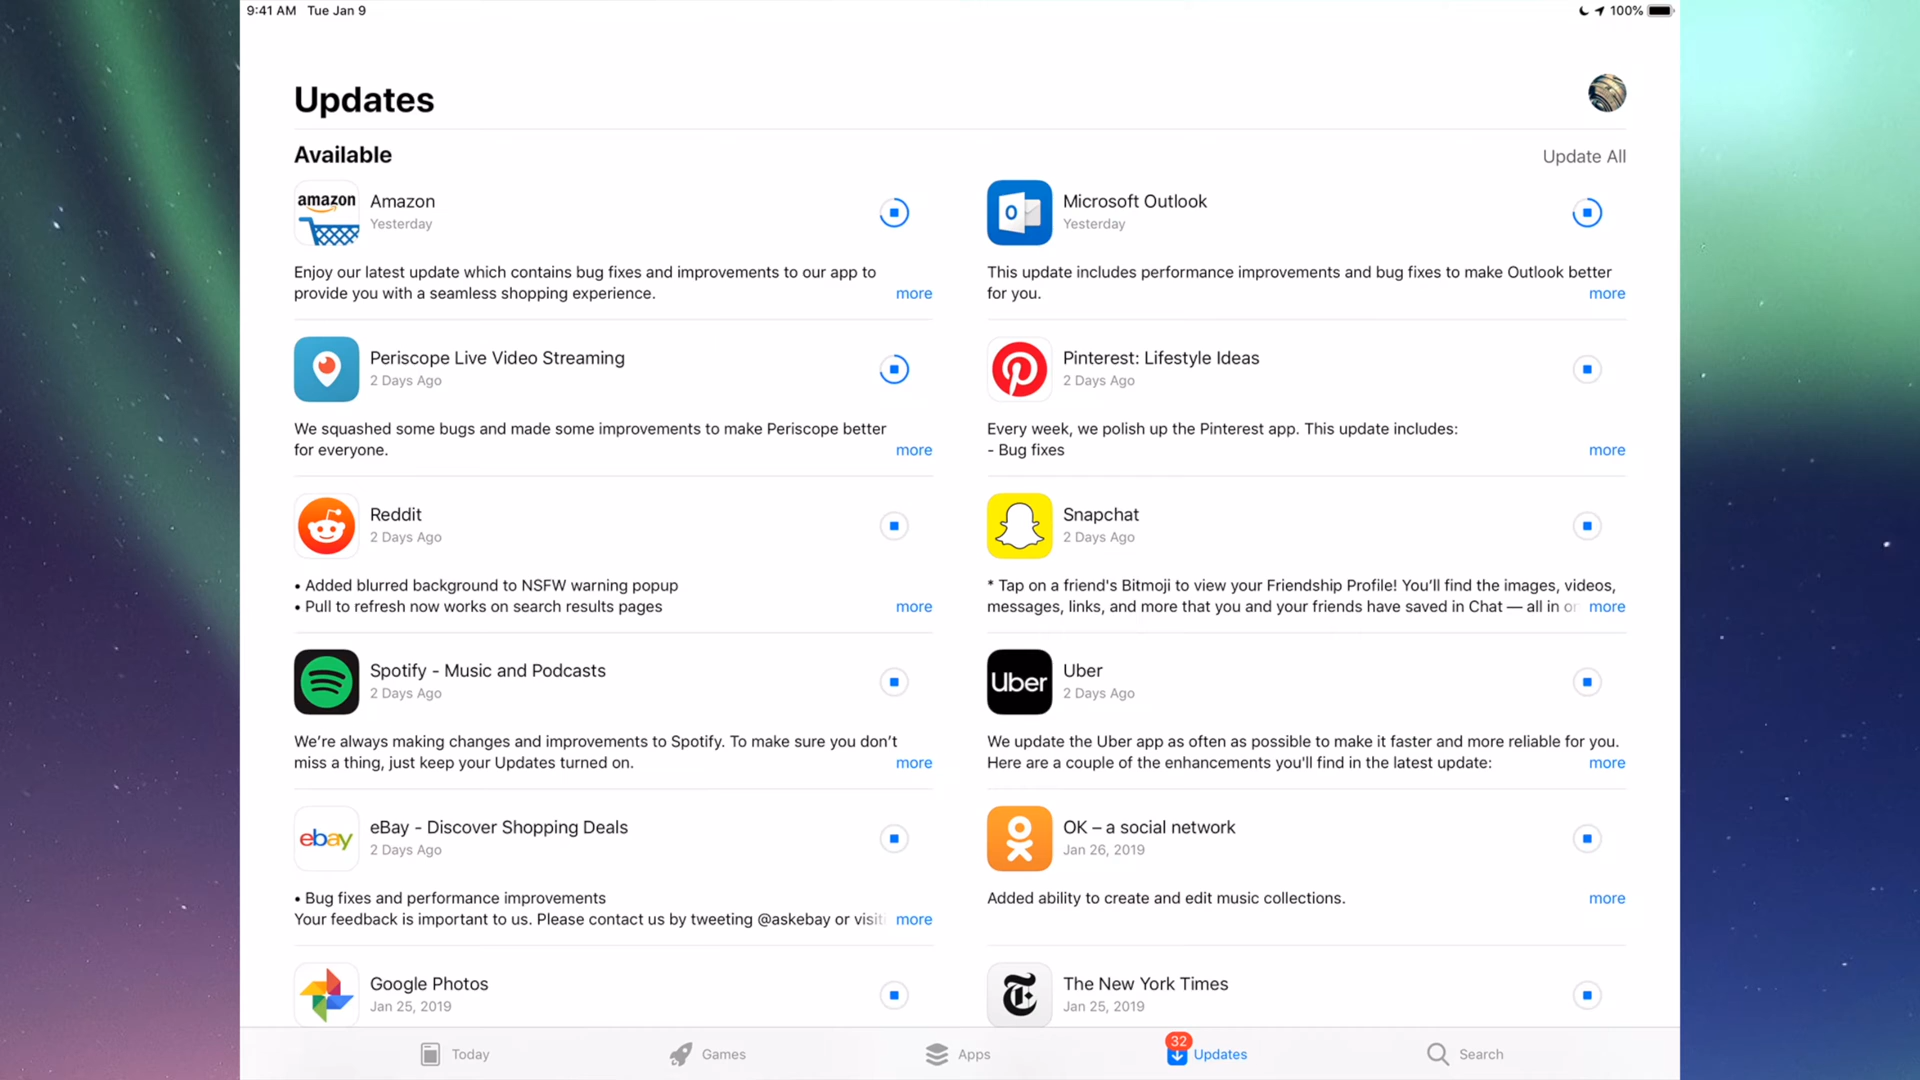 9:41 AM Tue Jan 9
100%
Updates
Available
Update All
amazon
Amazon
Yesterday
Enjoy our latest update which contains bug fixes and improvements to our app to
provide you with a seamless shopping experience.
more
Microsoft Outlook
Yesterday
This update includes performance improvements and bug fixes to make Outlook better
for you.
more
Periscope Live Video Streaming
2 Days Ago
We squashed some bugs and made some improvements to make Periscope better
for everyone.
more
Pinterest: Lifestyle Ideas
2 Days Ago
Every week, we polish up the Pinterest app. This update includes:
- Bug fixes
more
Reddit
2 Days Ago
• Added blurred background to NSFW warning popup
• Pull to refresh now works on search results pages
more
Snapchat
2 Days Ago
* Tap on a friend's Bitmoji to view your Friendship Profile! You'll find the images, videos,
messages, links, and more that you and your friends have saved in Chat — all in or
more
Spotify - Music and Podcasts
2 Days Ago
We're always making changes and improvements to Spotify. To make sure you don't
miss a thing, just keep your Updates turned on.
more
Uber
Uber
2 Days Ago
We update the Uber app as often as possible to make it faster and more reliable for you.
Here are a couple of the enhancements you'll find in the latest update:
more
ebay
eBay - Discover Shopping Deals
2 Days Ago
• Bug fixes and performance improvements
Your feedback is important to us. Please contact us by tweeting @askebay or visiti
more
OK – a social network
Jan 26, 2019
Added ability to create and edit music collections.
more
Google Photos
Jan 25, 2019
The New York Times
Jan 25, 2019
Today
Games
Apps
32
Updates
Search